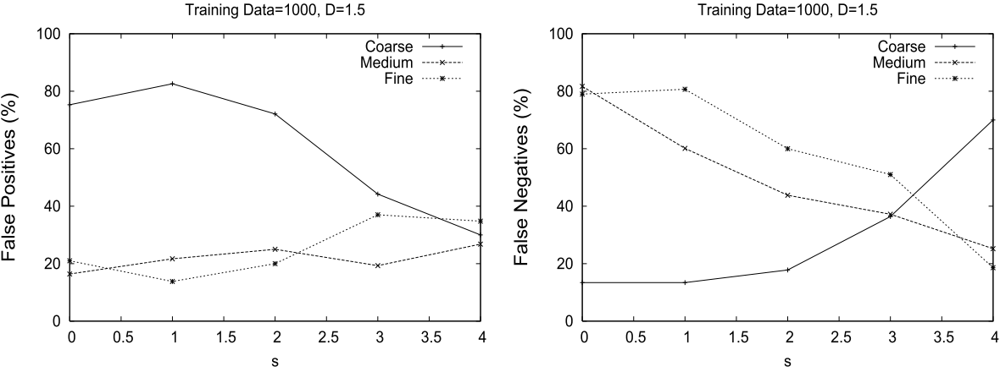 Training Data=1000, D=1.5
False Positives (%)
100
80
60
40
20
0
Coarse
Medium
Fine
0 0.5 1 1.5 2 2.5 3 3.5 4
s
Training Data=1000, D=1.5
False Negatives (%)
100
80
60
40
20
0
Coarse
Medium
Fine
0 0.5 1 1.5 2 2.5 3 3.5 4
s